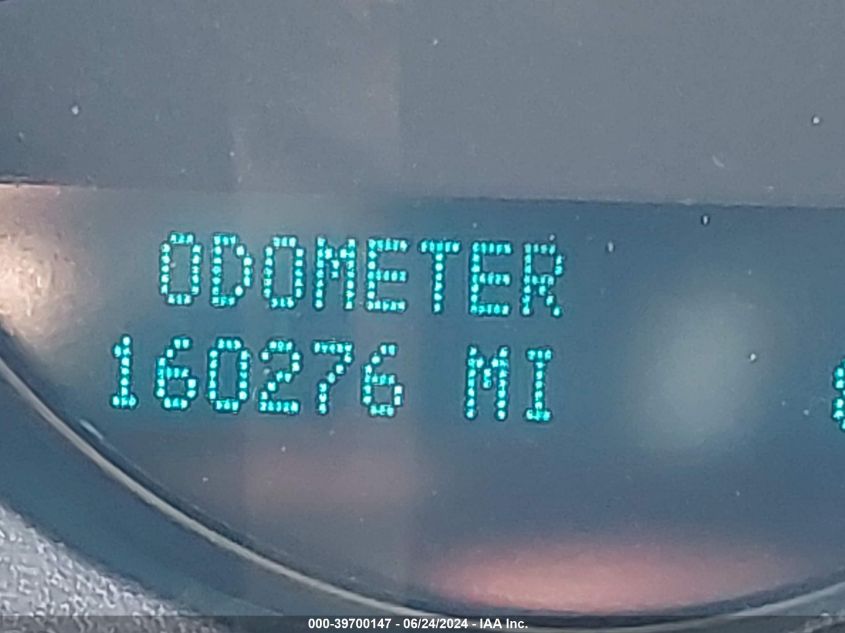 ODOMETER
160276 MI
000-39700147 - 06/24/2024 - IAA Inc.